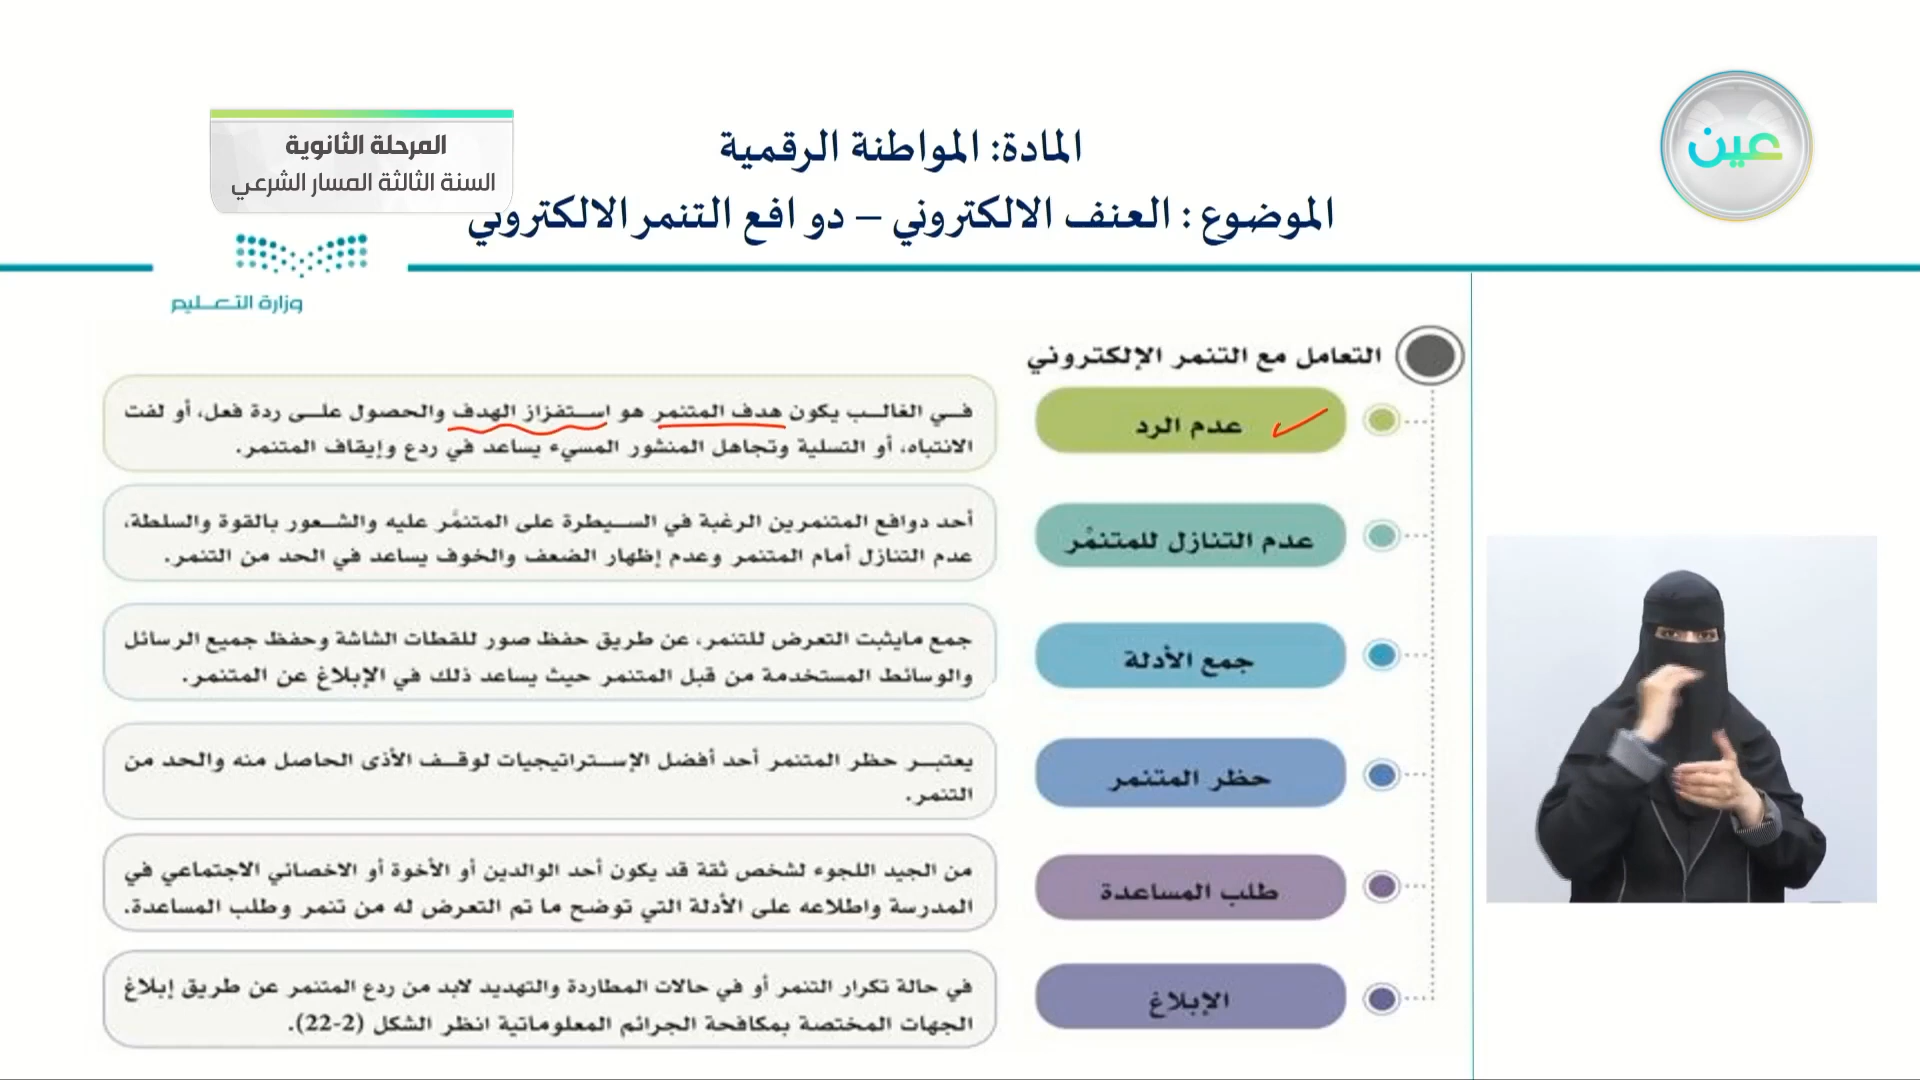 المرحلة الثانوية
السنة الثالثة المسار الشرعي
المادة: المواطنة الرقمية
الموضوع : العنف الالكتروني – دوافع التنمر الالكتروني
عين
وزارة التعليم
التعامل مع التنمر الإلكتروني
عدم الرد
في الغالب يكون هدف المتنمر هو استفزاز الهدف والحصول على ردة فعل، أو لفت
الانتباه، أو التسلية وتجاهل المنشور المسيء يساعد في ردع وإيقاف المتنمر.
عدم التنازل للمتنمِّر
أحد دوافع المتنمرين الرغبة في السيطرة على المتنمَّر عليه والشعور بالقوة والسلطة،
عدم التنازل أمام المتنمر وعدم إظهار الضعف والخوف يساعد في الحد من التنمر.
جمع الأدلة
جمع مايثبت التعرض للتنمر، عن طريق حفظ صور للقطات الشاشة وحفظ جميع الرسائل
والوسائط المستخدمة من قبل المتنمر حيث يساعد ذلك في الإبلاغ عن المتنمر.
حظر المتنمر
يعتبر حظر المتنمر أحد أفضل الإستراتيجيات لوقف الأذى الحاصل منه والحد من
التنمر.
طلب المساعدة
من الجيد اللجوء لشخص ثقة قد يكون أحد الوالدين أو الأخوة أو الاخصائي الاجتماعي في
المدرسة واطلاعه على الأدلة التي توضح ما تم التعرض له من تنمر وطلب المساعدة.
الإبلاغ
في حالة تكرار التنمر أو في حالات المطاردة والتهديد لابد من ردع المتنمر عن طريق إبلاغ
الجهات المختصة بمكافحة الجرائم المعلوماتية انظر الشكل (2-22).